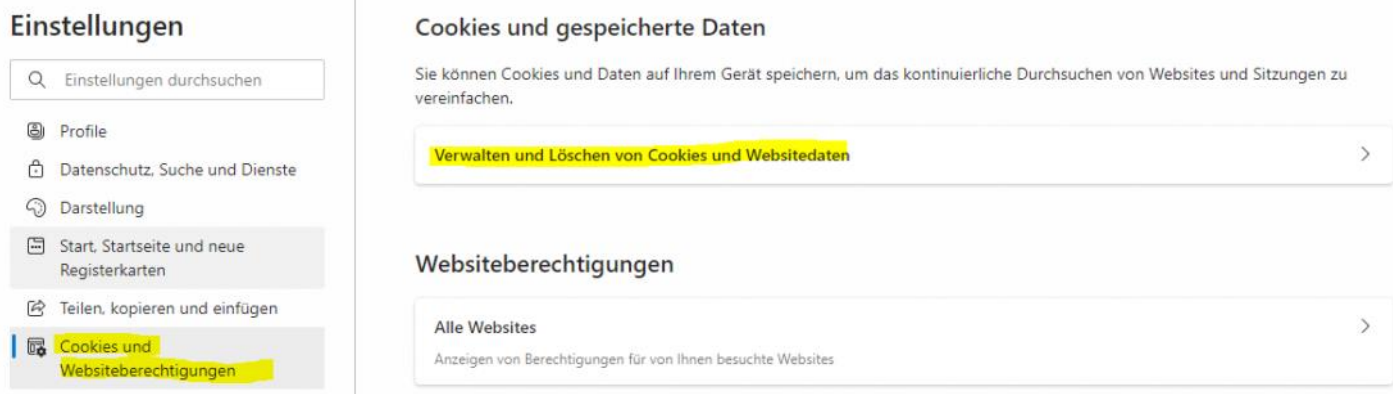 Einstellungen
Einstellungen durchsuchen
Profile
Datenschutz, Suche und Dienste
Darstellung
Start, Startseite und neue
Registerkarten
Teilen, kopieren und einfügen
Cookies und
Websiteberechtigungen
Cookies und gespeicherte Daten
Sie können Cookies und Daten auf Ihrem Gerät speichern, um das kontinuierliche Durchsuchen von Websites und Sitzungen zu
vereinfachen.
Verwalten und Löschen von Cookies und Websitedaten
Websiteberechtigungen
Alle Websites
Anzeigen von Berechtigungen für von Ihnen besuchte Websites